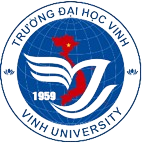 TRƯỜNG ĐẠI HỌC VINH
1959
VINH UNIVERSITY